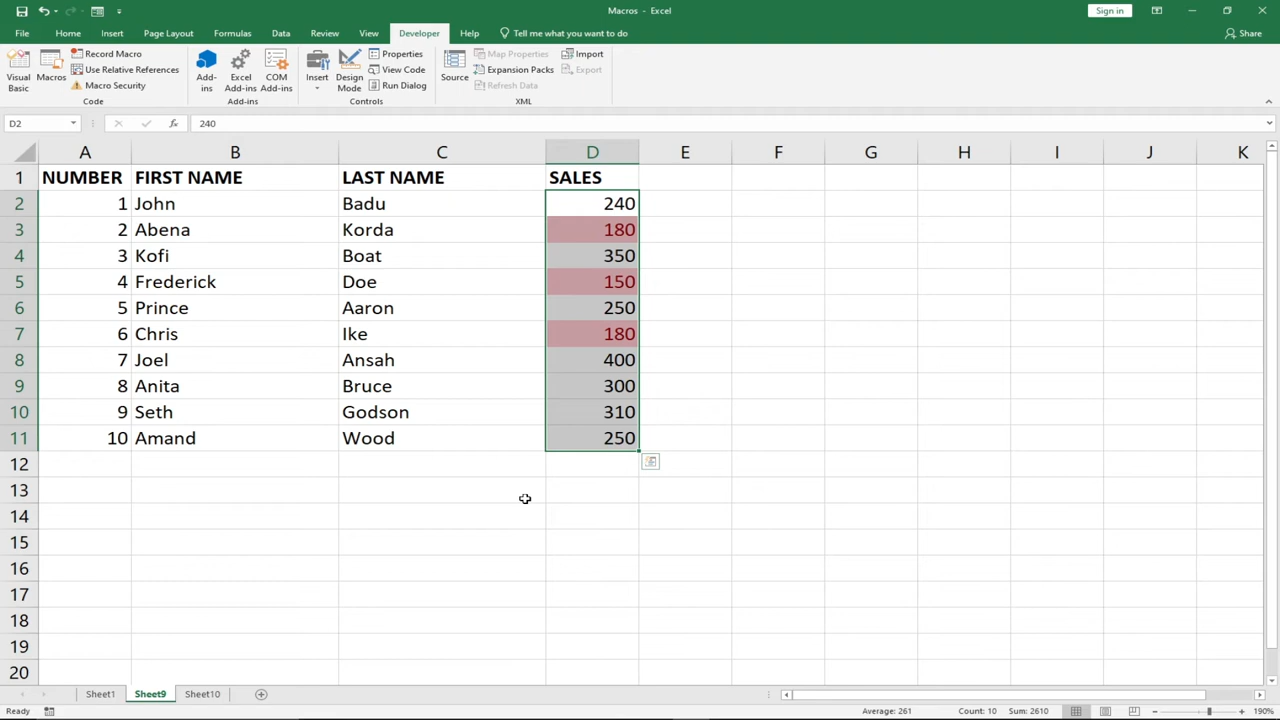 Macros - Excel
Sign in
File Home Insert Page Layout Formulas Data Review View Developer Help Tell me what you want to do Share
Visual Basic
Macros
Record Macro
Use Relative References
Macro Security
Code
Add-ins
Excel Add-ins
COM Add-ins
Add-ins
Insert
Design Mode
Properties
View Code
Run Dialog
Controls
Source
Map Properties
Expansion Packs
Refresh Data
Import
Export
XML
D2 fx 240
A B C D E F G H I J K
1 NUMBER FIRST NAME LAST NAME SALES
2 1 John Badu 240
3 2 Abena Korda 180
4 3 Kofi Boat 350
5 4 Frederick Doe 150
6 5 Prince Aaron 250
7 6 Chris Ike 180
8 7 Joel Ansah 400
9 8 Anita Bruce 300
10 9 Seth Godson 310
11 10 Amand Wood 250
12
13
14
15
16
17
18
19
20
Sheet1 Sheet9 Sheet10
Ready Average: 261 Count: 10 Sum: 2610 190%